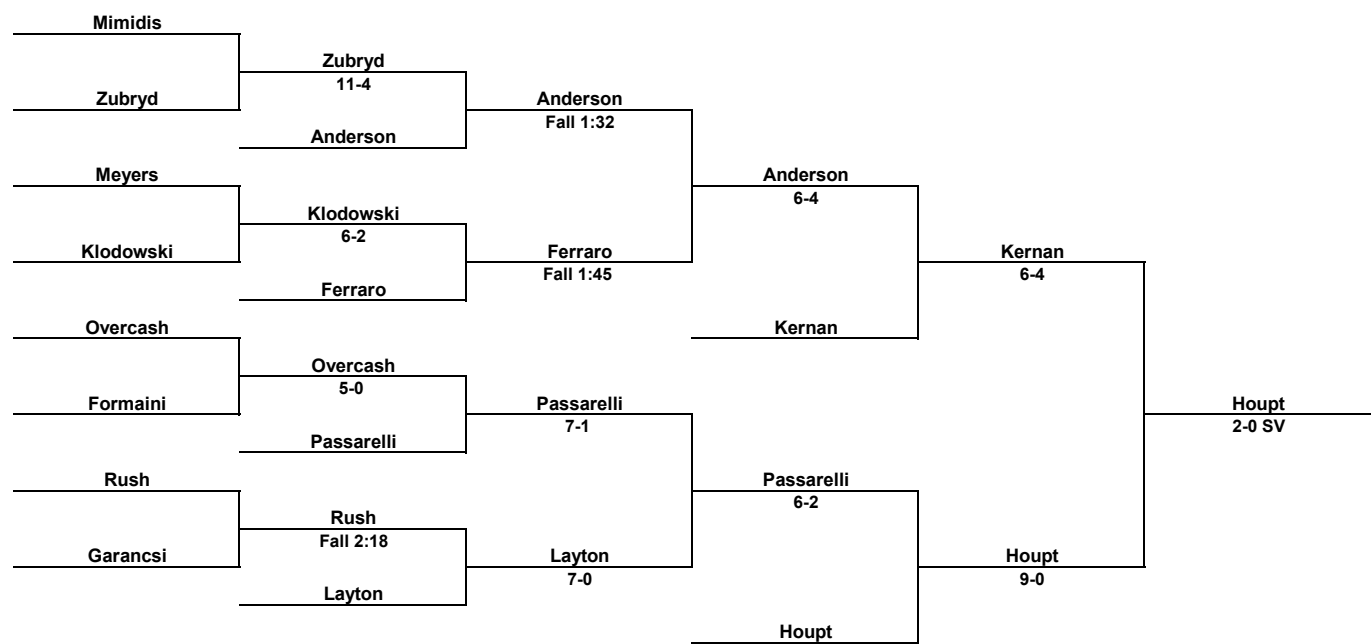 Mimidis
Zubryd
11-4
Zubryd
Anderson
Fall 1:32
Anderson
Meyers
Anderson
6-4
Klodowski
6-2
Klodowski
Ferraro
Fall 1:45
Kernan
6-4
Ferraro
Overcash
Kernan
Overcash
5-0
Formaini
Passarelli
7-1
Houpt
2-0 SV
Passarelli
Rush
Passarelli
6-2
Rush
Fall 2:18
Garancsi
Layton
7-0
Houpt
9-0
Layton
Houpt